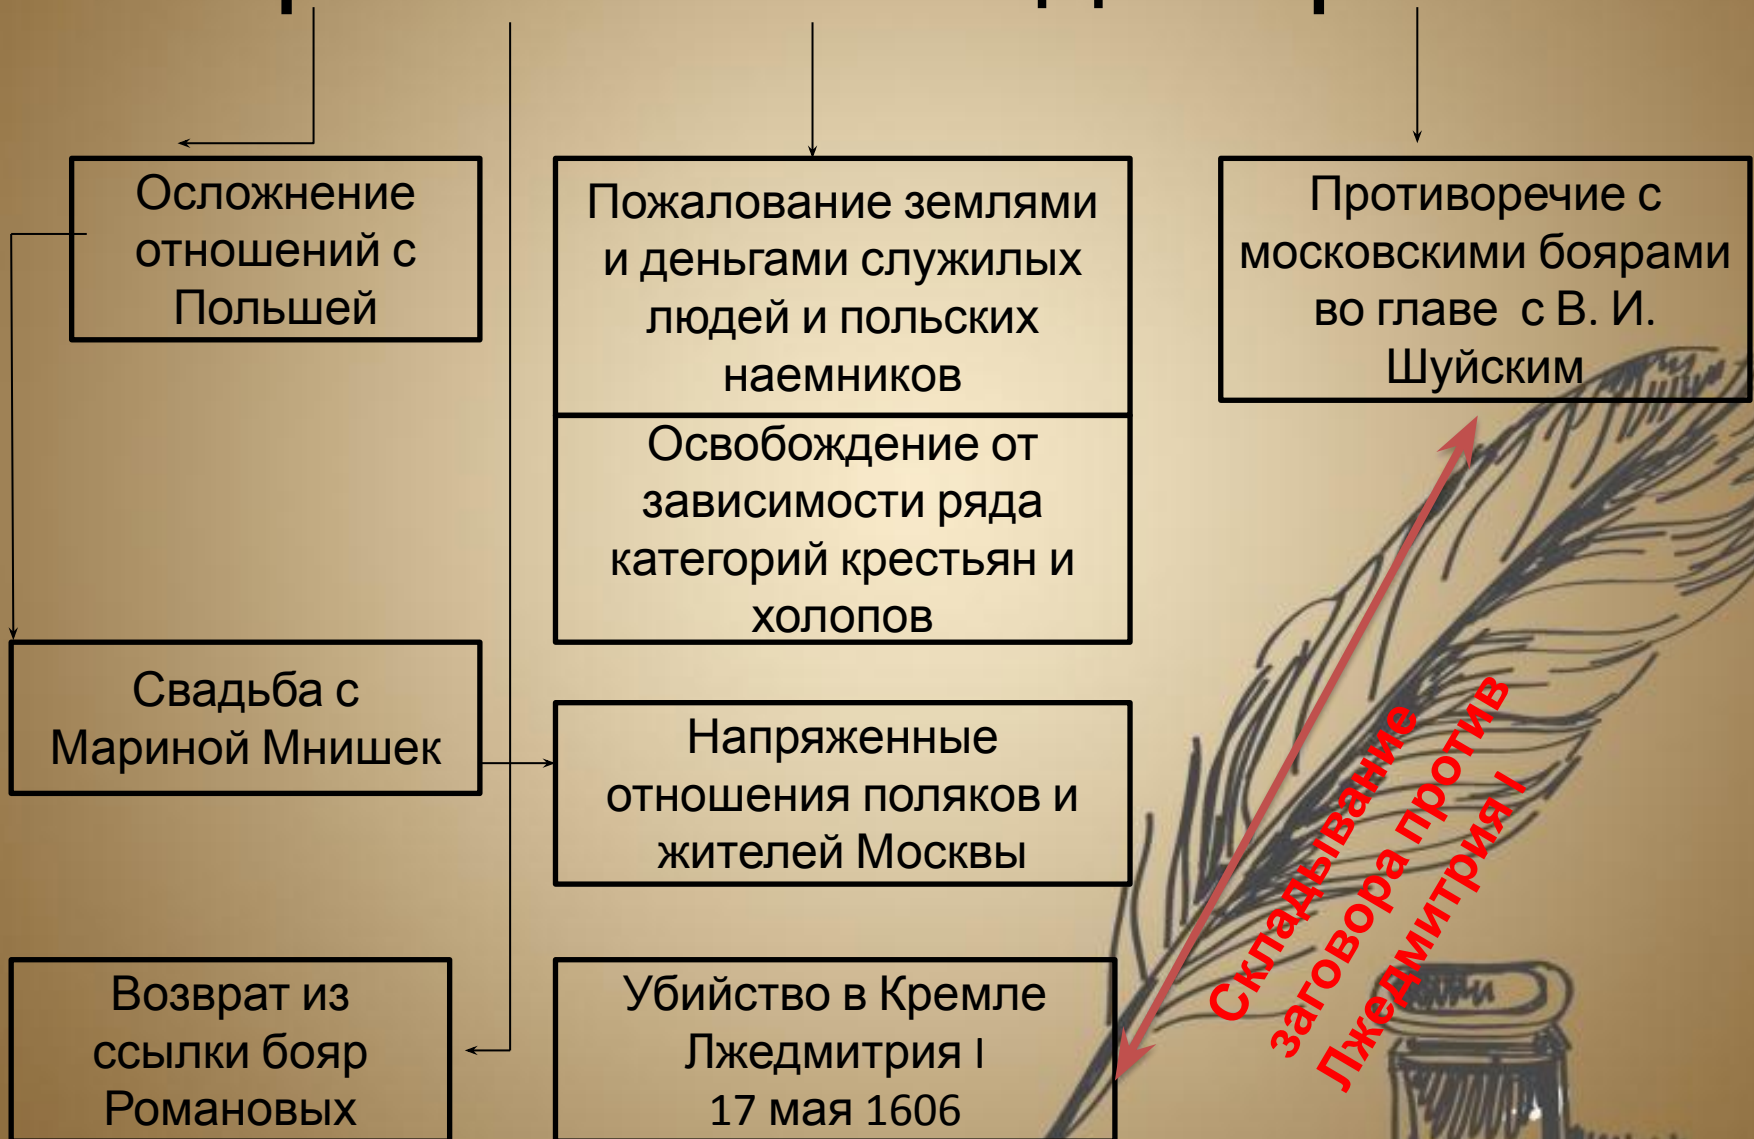 Осложнение
отношений с
Польшей
Пожалование землями
и деньгами служилых
людей и польских
наемников
Освобождение от
зависимости ряда
категорий крестьян и
холопов
Противоречие с
московскими боярами
во главе с В. И.
Шуйским
Свадьба с
Мариной Мнишек
Напряженные
отношения поляков и
жителей Москвы
Складывание
заговора против
Лжедмитрия I
Возврат из
ссылки бояр
Романовых
Убийство в Кремле
Лжедмитрия I
17 мая 1606